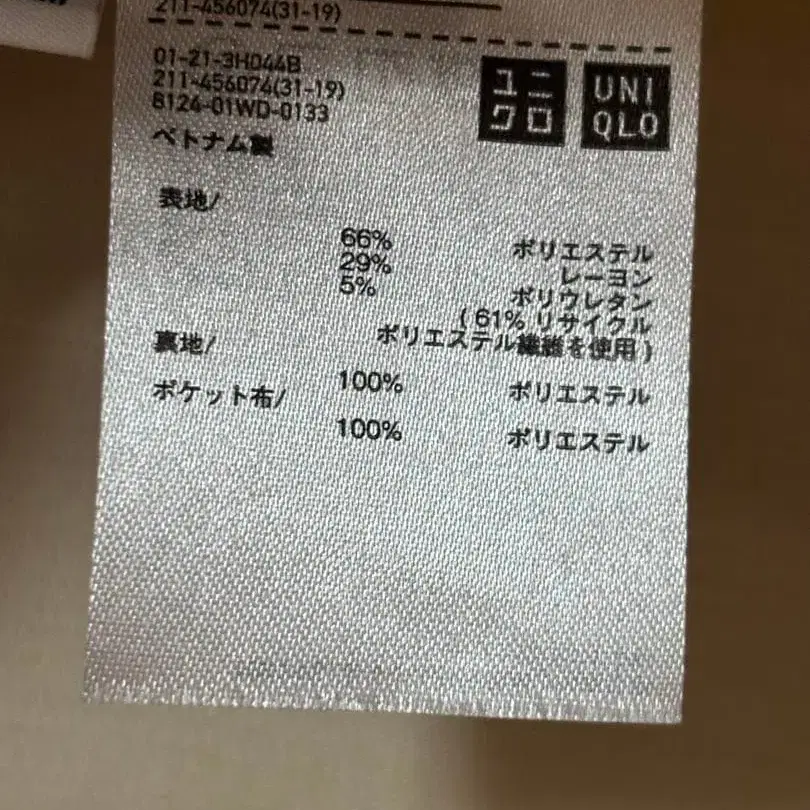 211-456074(31-19)
01-21-3H044B
211-456074(31-19)
8124-01WD-0133
ベトナム製
ユニ
クロ
UNI
QLO
表地/
66% ポリエステル
29% レーヨン
5% ポリウレタン
( 61% リサイクル
ポリエステル繊維を使用 )
裏地/
100% ポリエステル
ポケット布/
100% ポリエステル